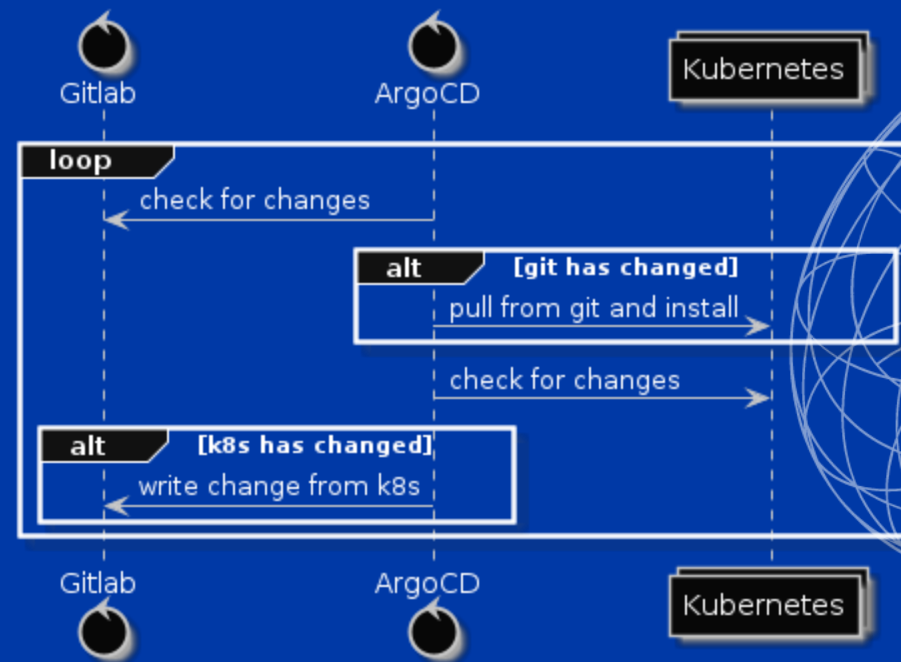 Gitlab
ArgoCD
Kubernetes
loop
check for changes
alt
[git has changed]
pull from git and install
check for changes
alt
[k8s has changed]
write change from k8s
Gitlab
ArgoCD
Kubernetes